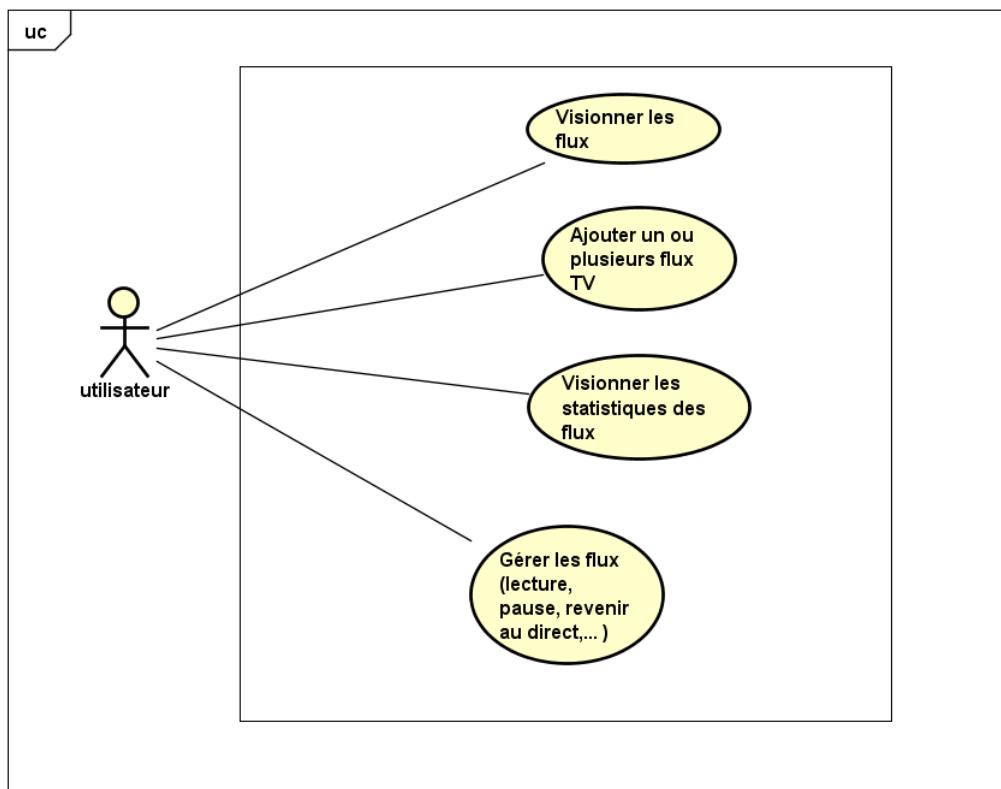 uc
Visionner les
flux
Ajouter un ou
plusieurs flux
TV
utilisateur
Visionner les
statistiques des
flux
Gérer les flux
(lecture,
pause, revenir
au direct,... )